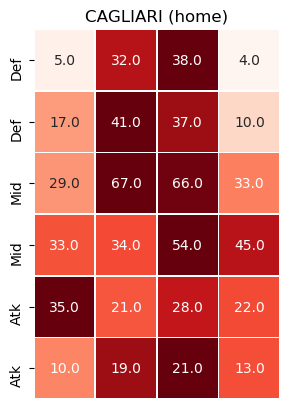 CAGLIARI (home)
Def 5.0 32.0 38.0 4.0
Def 17.0 41.0 37.0 10.0
Mid 29.0 67.0 66.0 33.0
Mid 33.0 34.0 54.0 45.0
Atk 35.0 21.0 28.0 22.0
Atk 10.0 19.0 21.0 13.0